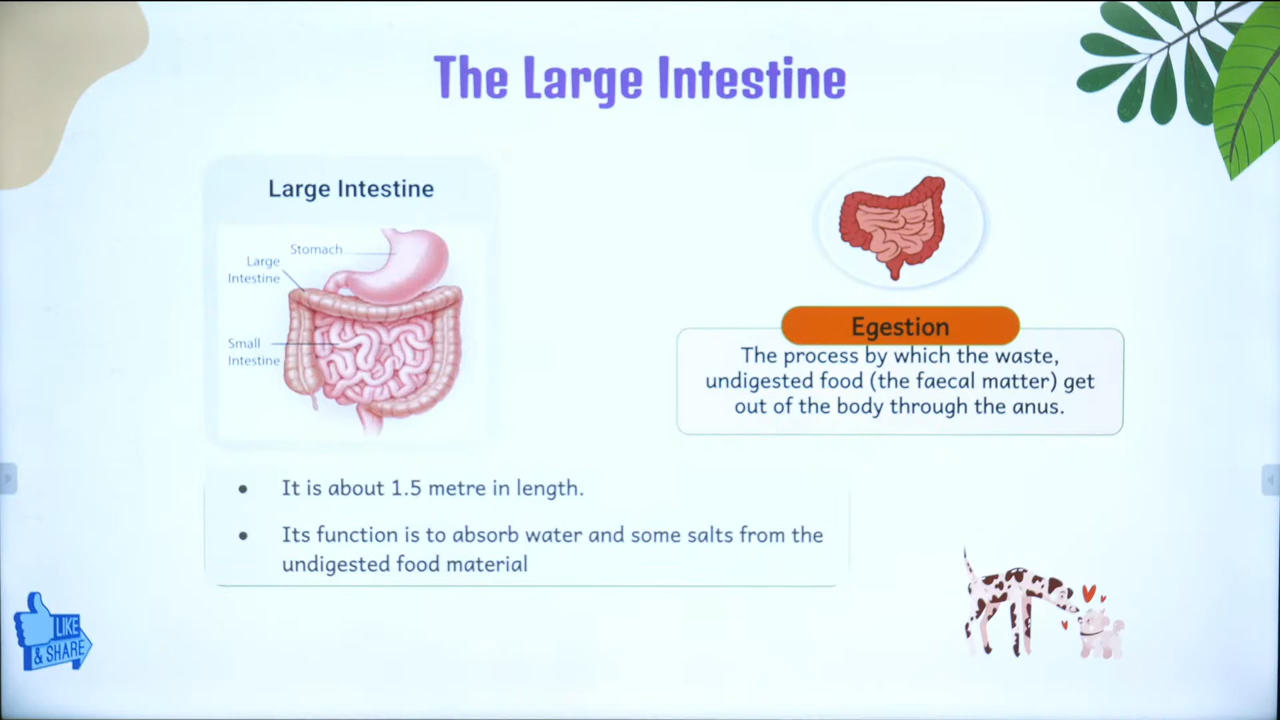 The Large Intestine
Large Intestine
Stomach
Large
Intestine
Small
Intestine
Egestion
The process by which the waste,
undigested food (the faecal matter) get
out of the body through the anus.
• It is about 1.5 metre in length.
• Its function is to absorb water and some salts from the
undigested food material
LIKE
& SHARE